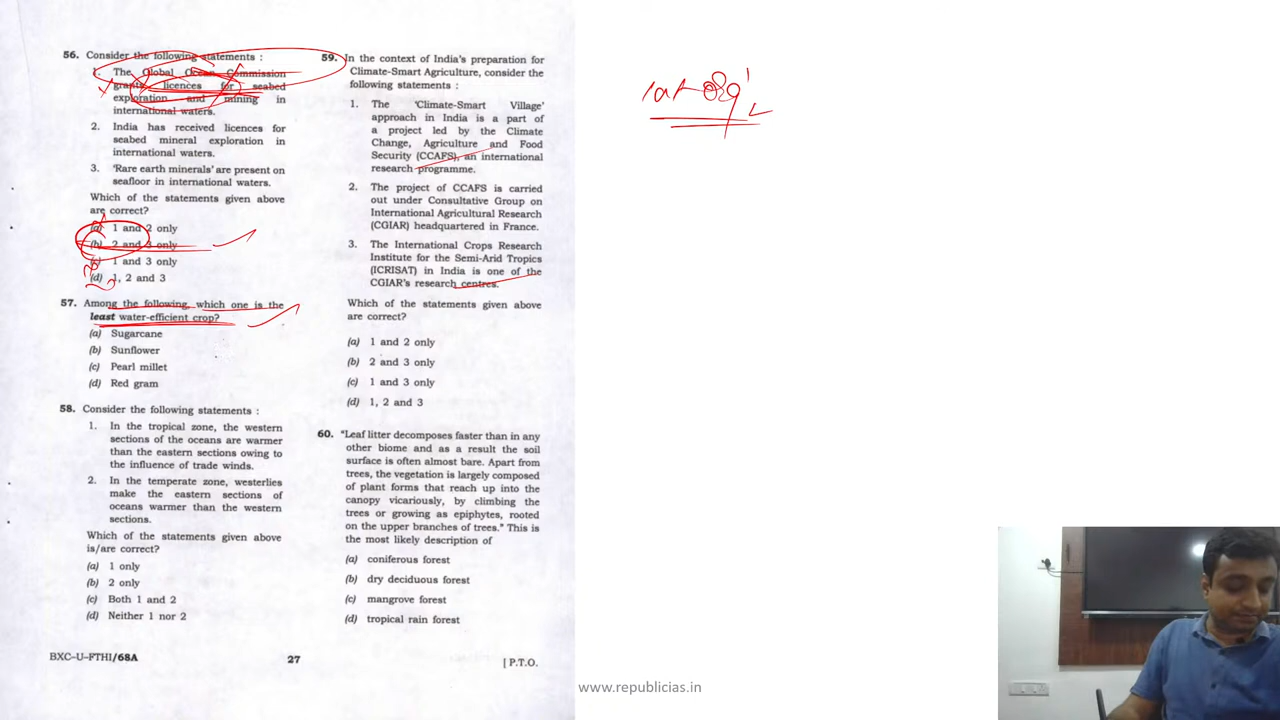 56. Consider the following statements :
1. The Global Ocean Commission
grants licences for seabed
exploration and mining in
international waters.
2. India has received licences for
seabed mineral exploration in
international waters.
3. 'Rare earth minerals' are present on
seafloor in international waters.
Which of the statements given above
are correct?
(a) 1 and 2 only
(b) 2 and 3 only
(c) 1 and 3 only
(d) 1, 2 and 3
57. Among the following, which one is the
least water-efficient crop?
(a) Sugarcane
(b) Sunflower
(c) Pearl millet
(d) Red gram
58. Consider the following statements :
1. In the tropical zone, the western
sections of the oceans are warmer
than the eastern sections owing to
the influence of trade winds.
2. In the temperate zone, westerlies
make the eastern sections of
oceans warmer than the western
sections.
Which of the statements given above
is/are correct?
(a) 1 only
(b) 2 only
(c) Both 1 and 2
(d) Neither 1 nor 2
BXC-U-FTHI/68A
27
59. In the context of India's preparation for
Climate-Smart Agriculture, consider the
following statements :
1. The 'Climate-Smart Village'
approach in India is a part of
a project led by the Climate
Change, Agriculture and Food
Security (CCAFS), an international
research programme.
2. The project of CCAFS is carried
out under Consultative Group on
International Agricultural Research
(CGIAR) headquartered in France.
3. The International Crops Research
Institute for the Semi-Arid Tropics
(ICRISAT) in India is one of the
CGIAR's research centres.
Which of the statements given above
are correct?
(a) 1 and 2 only
(b) 2 and 3 only
(c) 1 and 3 only
(d) 1, 2 and 3
60. "Leaf litter decomposes faster than in any
other biome and as a result the soil
surface is often almost bare. Apart from
trees, the vegetation is largely composed
of plant forms that reach up into the
canopy vicariously, by climbing the
trees or growing as epiphytes, rooted
on the upper branches of trees." This is
the most likely description of
(a) coniferous forest
(b) dry deciduous forest
(c) mangrove forest
(d) tropical rain forest
[ P.T.O.
www.republicias.in